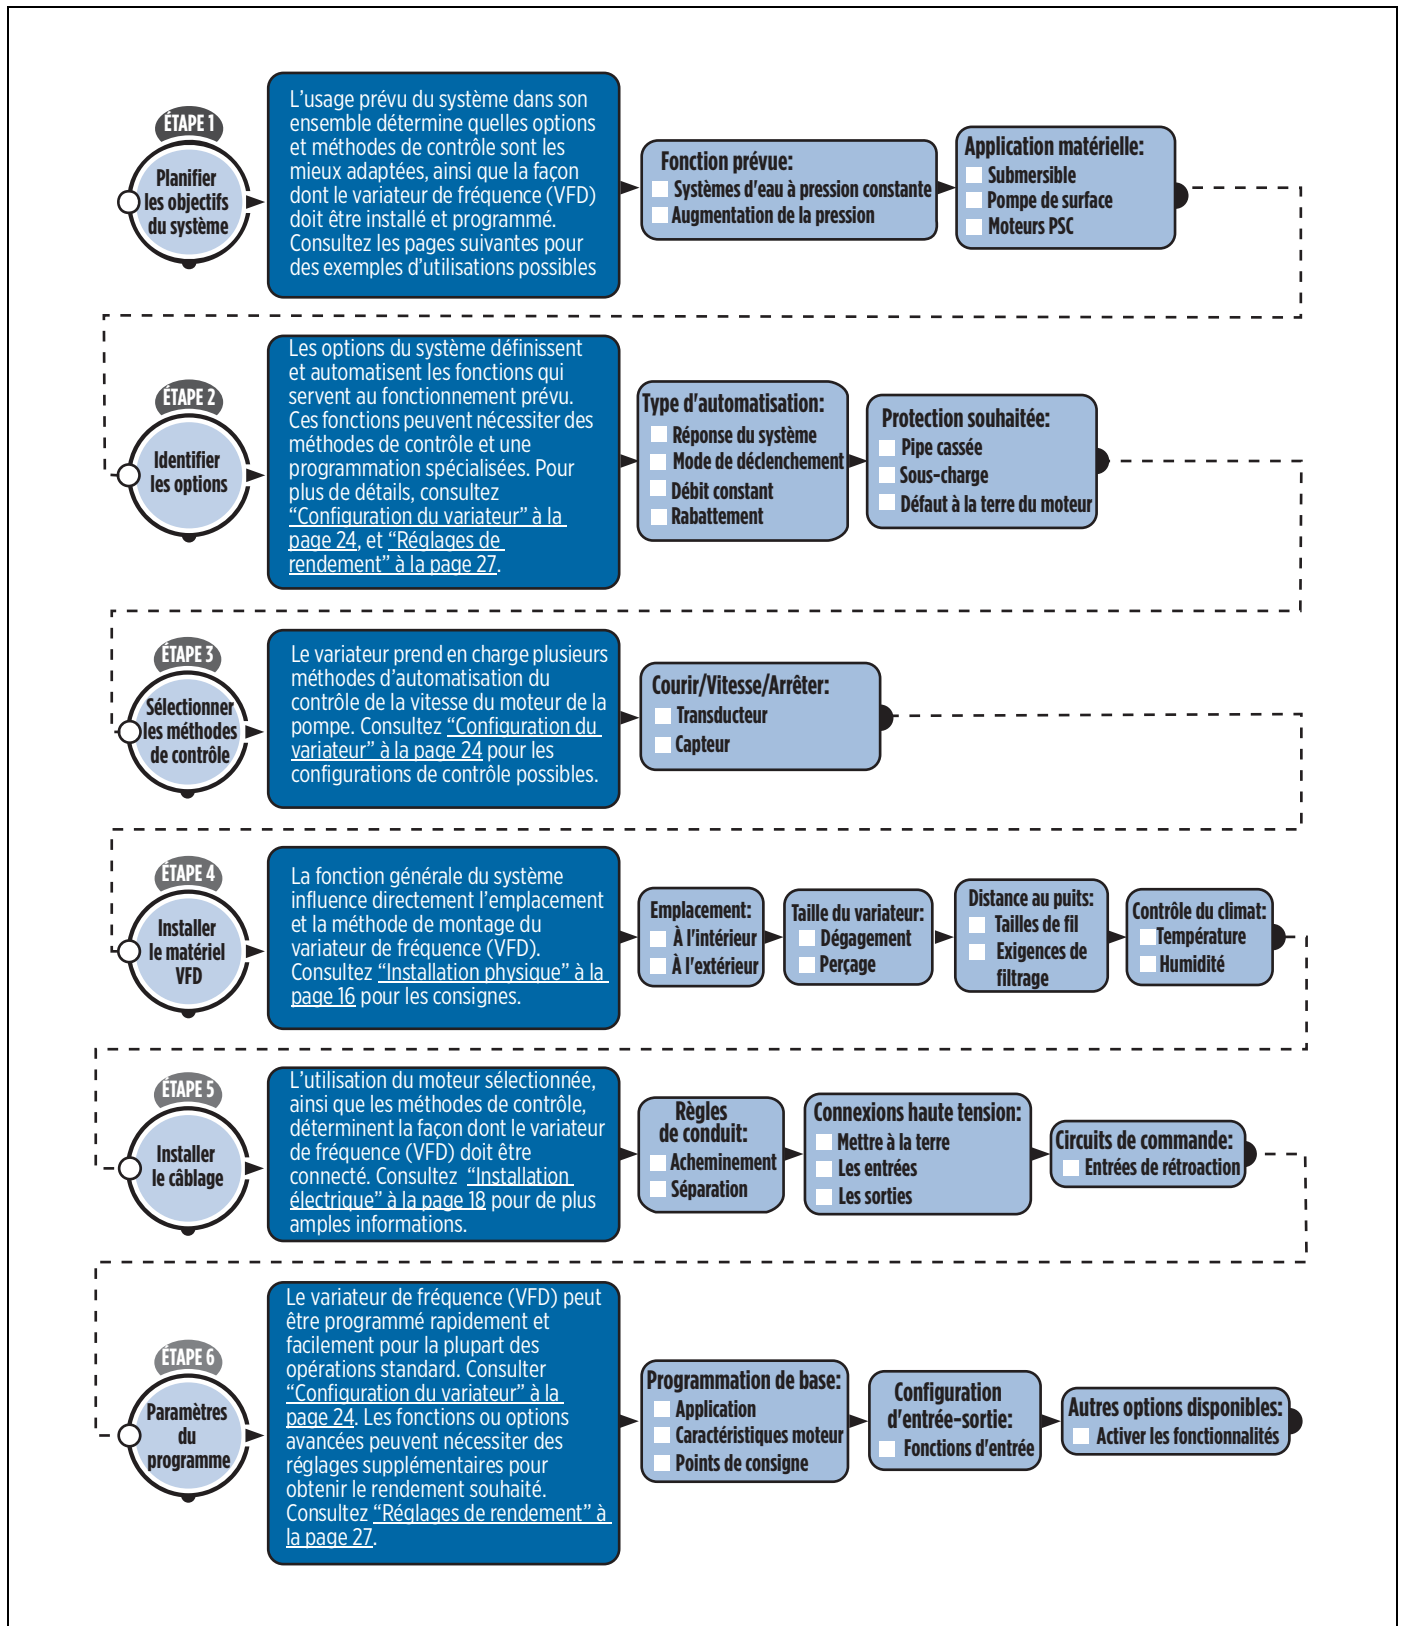 ÉTAPE 1
Planifier
les objectifs
du système
L'usage prévu du système dans son
ensemble détermine quelles options
et méthodes de contrôle sont les
mieux adaptées, ainsi que la façon
dont le variateur de fréquence (VFD)
doit être installé et programmé.
Consultez les pages suivantes pour
des exemples d'utilisations possibles
Fonction prévue:
Systèmes d'eau à pression constante
Augmentation de la pression
Application matérielle:
Submersible
Pompe de surface
Moteurs PSC
ÉTAPE 2
Identifier
les options
Les options du système définissent
et automatisent les fonctions qui
servent au fonctionnement prévu.
Ces fonctions peuvent nécessiter des
méthodes de contrôle et une
programmation spécialisées. Pour
plus de détails, consultez
“Configuration du variateur” à la
page 24, et “Réglages de
rendement” à la page 27.
Type d'automatisation:
Réponse du système
Mode de déclenchement
Débit constant
Rabattement
Protection souhaitée:
Pipe cassée
Sous-charge
Défaut à la terre du moteur
ÉTAPE 3
Sélectionner
les méthodes
de contrôle
Le variateur prend en charge plusieurs
méthodes d'automatisation du
contrôle de la vitesse du moteur de la
pompe. Consultez “Configuration du
variateur” à la page 24 pour les
configurations de contrôle possibles.
Courir/Vitesse/Arrêter:
Transducteur
Capteur
ÉTAPE 4
Installer
le matériel
VFD
La fonction générale du système
influence directement l'emplacement
et la méthode de montage du
variateur de fréquence (VFD).
Consultez “Installation physique” à la
page 16 pour les consignes.
Emplacement:
À l'intérieur
À l'extérieur
Taille du variateur:
Dégagement
Perçage
Distance au puits:
Tailles de fil
Exigences de
filtrage
Contrôle du climat:
Température
Humidité
ÉTAPE 5
Installer
le câblage
L'utilisation du moteur sélectionnée,
ainsi que les méthodes de contrôle,
déterminent la façon dont le variateur
de fréquence (VFD) doit être
connecté. Consultez “Installation
électrique” à la page 18 pour de plus
amples informations.
Règles
de conduit:
Acheminement
Séparation
Connexions haute tension:
Mettre à la terre
Les entrées
Les sorties
Circuits de commande:
Entrées de rétroaction
ÉTAPE 6
Paramètres
du
programme
Le variateur de fréquence (VFD) peut
être programmé rapidement et
facilement pour la plupart des
opérations standard. Consulter
“Configuration du variateur” à la
page 24. Les fonctions ou options
avancées peuvent nécessiter des
réglages supplémentaires pour
obtenir le rendement souhaité.
Consultez “Réglages de rendement” à
la page 27.
Programmation de base:
Application
Caractéristiques moteur
Points de consigne
Configuration
d'entrée-sortie:
Fonctions d'entrée
Autres options disponibles:
Activer les fonctionnalités